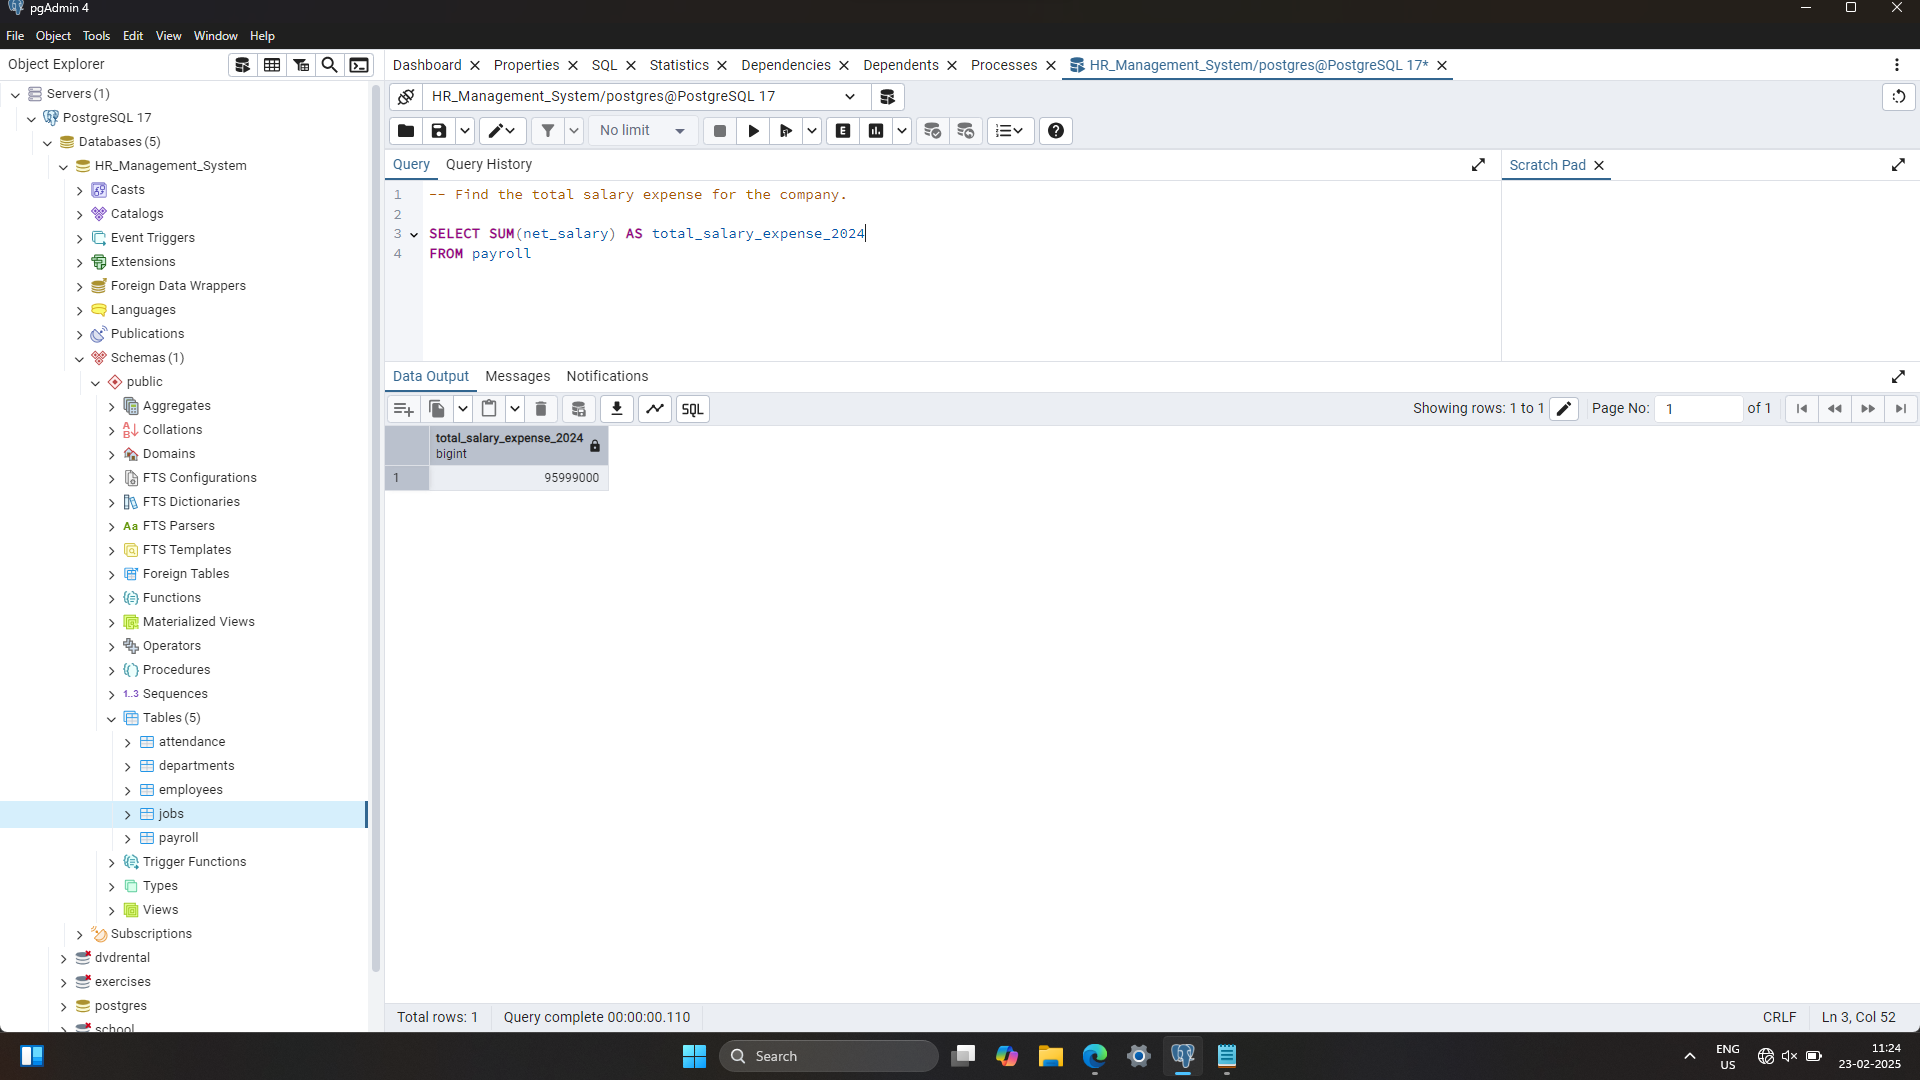 pgAdmin 4
File Object Tools Edit View Window Help
Object Explorer
Servers (1)
PostgreSQL 17
Databases (5)
HR_Management_System
Casts
Catalogs
Event Triggers
Extensions
Foreign Data Wrappers
Languages
Publications
Schemas (1)
public
Aggregates
Collations
Domains
FTS Configurations
FTS Dictionaries
Aa FTS Parsers
FTS Templates
Foreign Tables
Functions
Materialized Views
Operators
Procedures
1..3 Sequences
Tables (5)
attendance
departments
employees
jobs
payroll
Trigger Functions
Types
Views
Subscriptions
dvdrental
exercises
postgres
school
Dashboard Properties SQL Statistics Dependencies Dependents Processes HR_Management_System/postgres@PostgreSQL 17*
HR_Management_System/postgres@PostgreSQL 17
No limit E
Query Query History
Scratch Pad
1 -- Find the total salary expense for the company.
2
3 SELECT SUM(net_salary) AS total_salary_expense_2024
4 FROM payroll
Data Output Messages Notifications
SQL Showing rows: 1 to 1 Page No: 1 of 1
total_salary_expense_2024
bigint
1 95999000
Total rows: 1 Query complete 00:00:00.110 CRLF Ln 3, Col 52
Search
ENG
US
11:24
23-02-2025